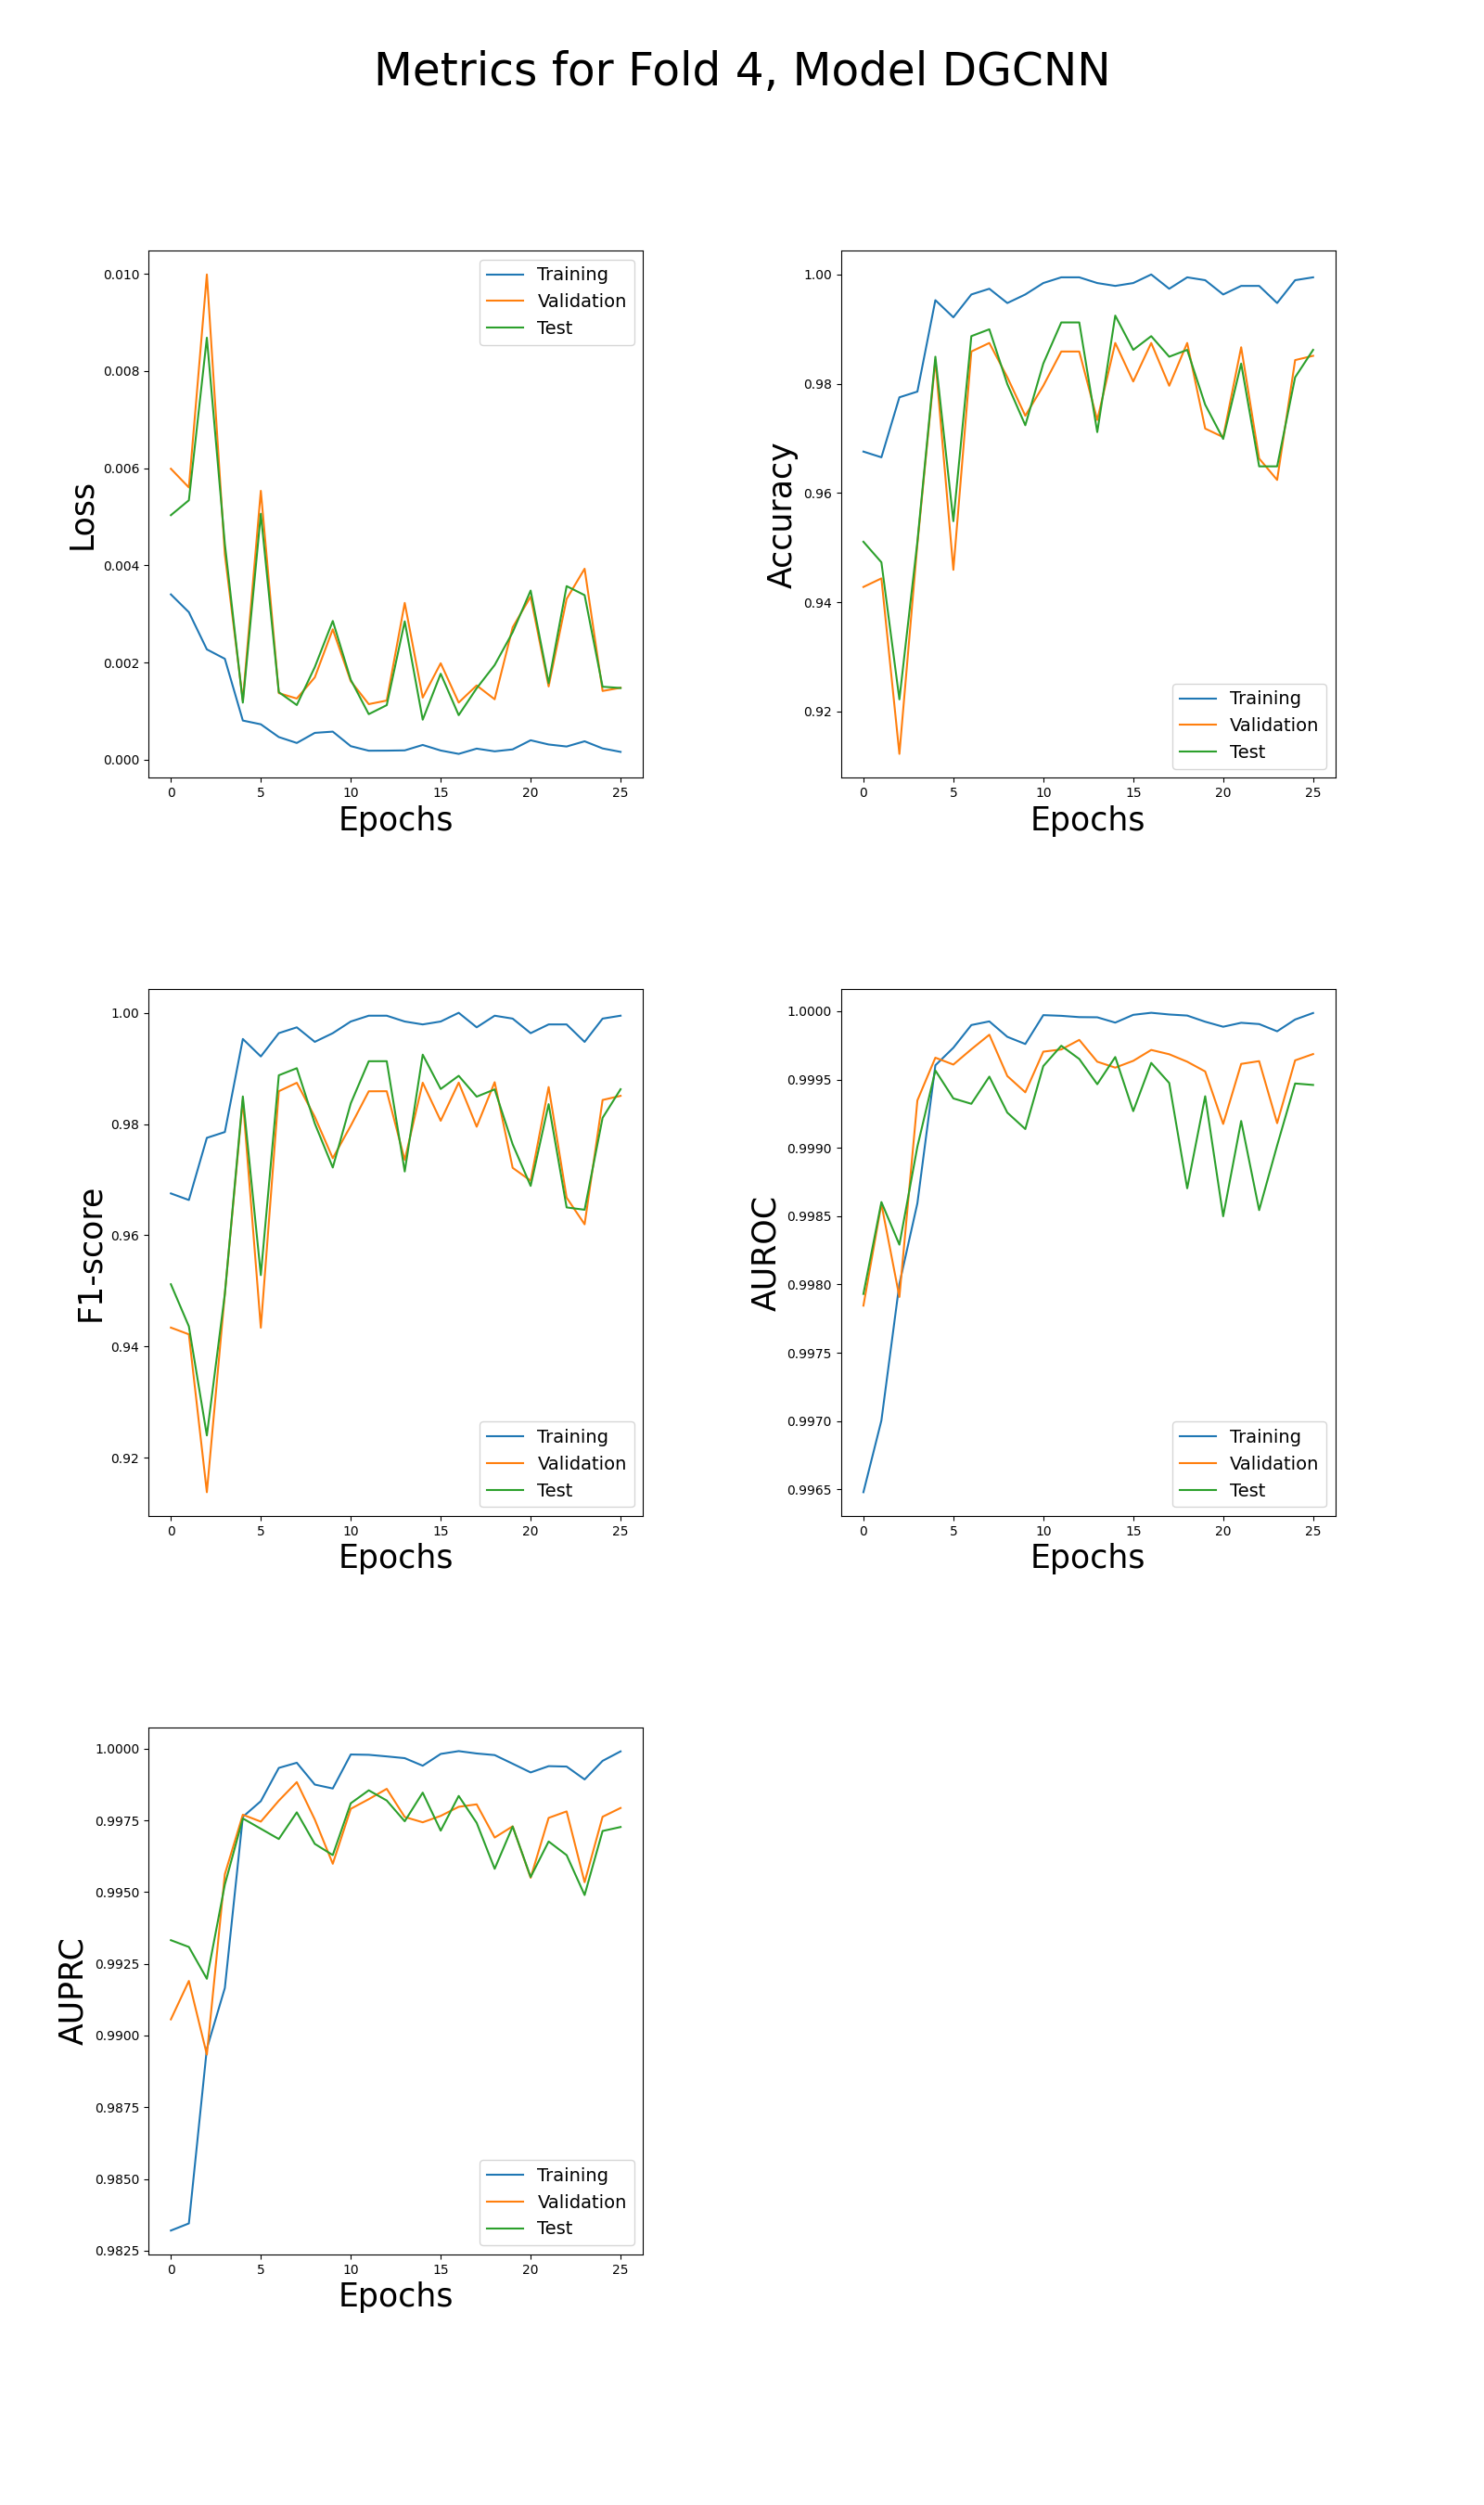 Metrics for Fold 4, Model DGCNN
Loss
0.010
0.008
0.006
0.004
0.002
0.000
Training
Validation
Test
0 5 10 15 20 25
Epochs
Accuracy
1.00
0.98
0.96
0.94
0.92
Training
Validation
Test
0 5 10 15 20 25
Epochs
F1-score
1.00
0.98
0.96
0.94
0.92
Training
Validation
Test
0 5 10 15 20 25
Epochs
AUROC
1.0000
0.9995
0.9990
0.9985
0.9980
0.9975
0.9970
0.9965
Training
Validation
Test
0 5 10 15 20 25
Epochs
AUPRC
1.0000
0.9975
0.9950
0.9925
0.9900
0.9875
0.9850
0.9825
Training
Validation
Test
0 5 10 15 20 25
Epochs